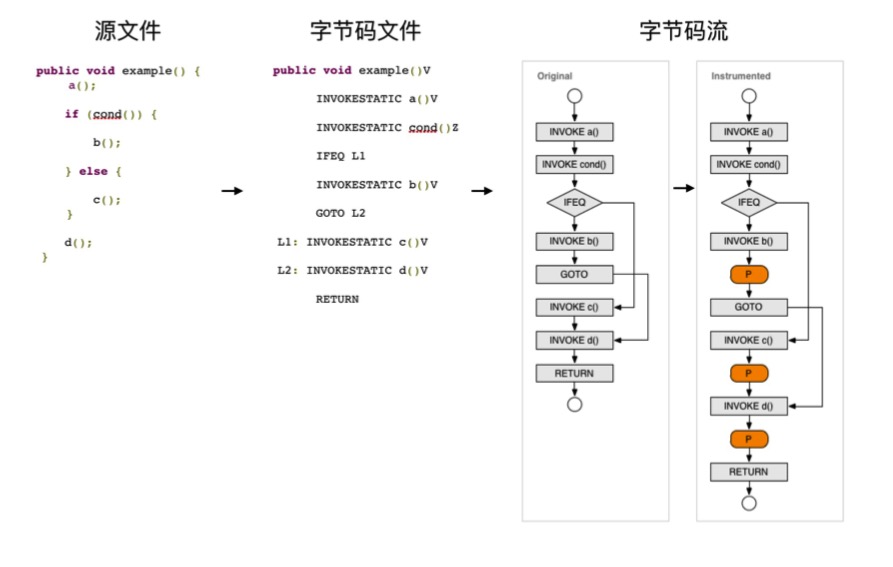 源文件
public void example() {
a();
if (cond()) {
b();
} else {
c();
}
d();
}
字节码文件
public void example()V
INVOKESTATIC a()V
INVOKESTATIC cond()Z
IFEQ L1
INVOKESTATIC b()V
GOTO L2
L1: INVOKESTATIC c()V
L2: INVOKESTATIC d()V
RETURN
字节码流
Original
INVOKE a()
INVOKE cond()
IFEQ
INVOKE b()
GOTO
INVOKE c()
INVOKE d()
RETURN
Instrumented
INVOKE a()
INVOKE cond()
IFEQ
INVOKE b()
P
GOTO
INVOKE c()
P
INVOKE d()
P
RETURN